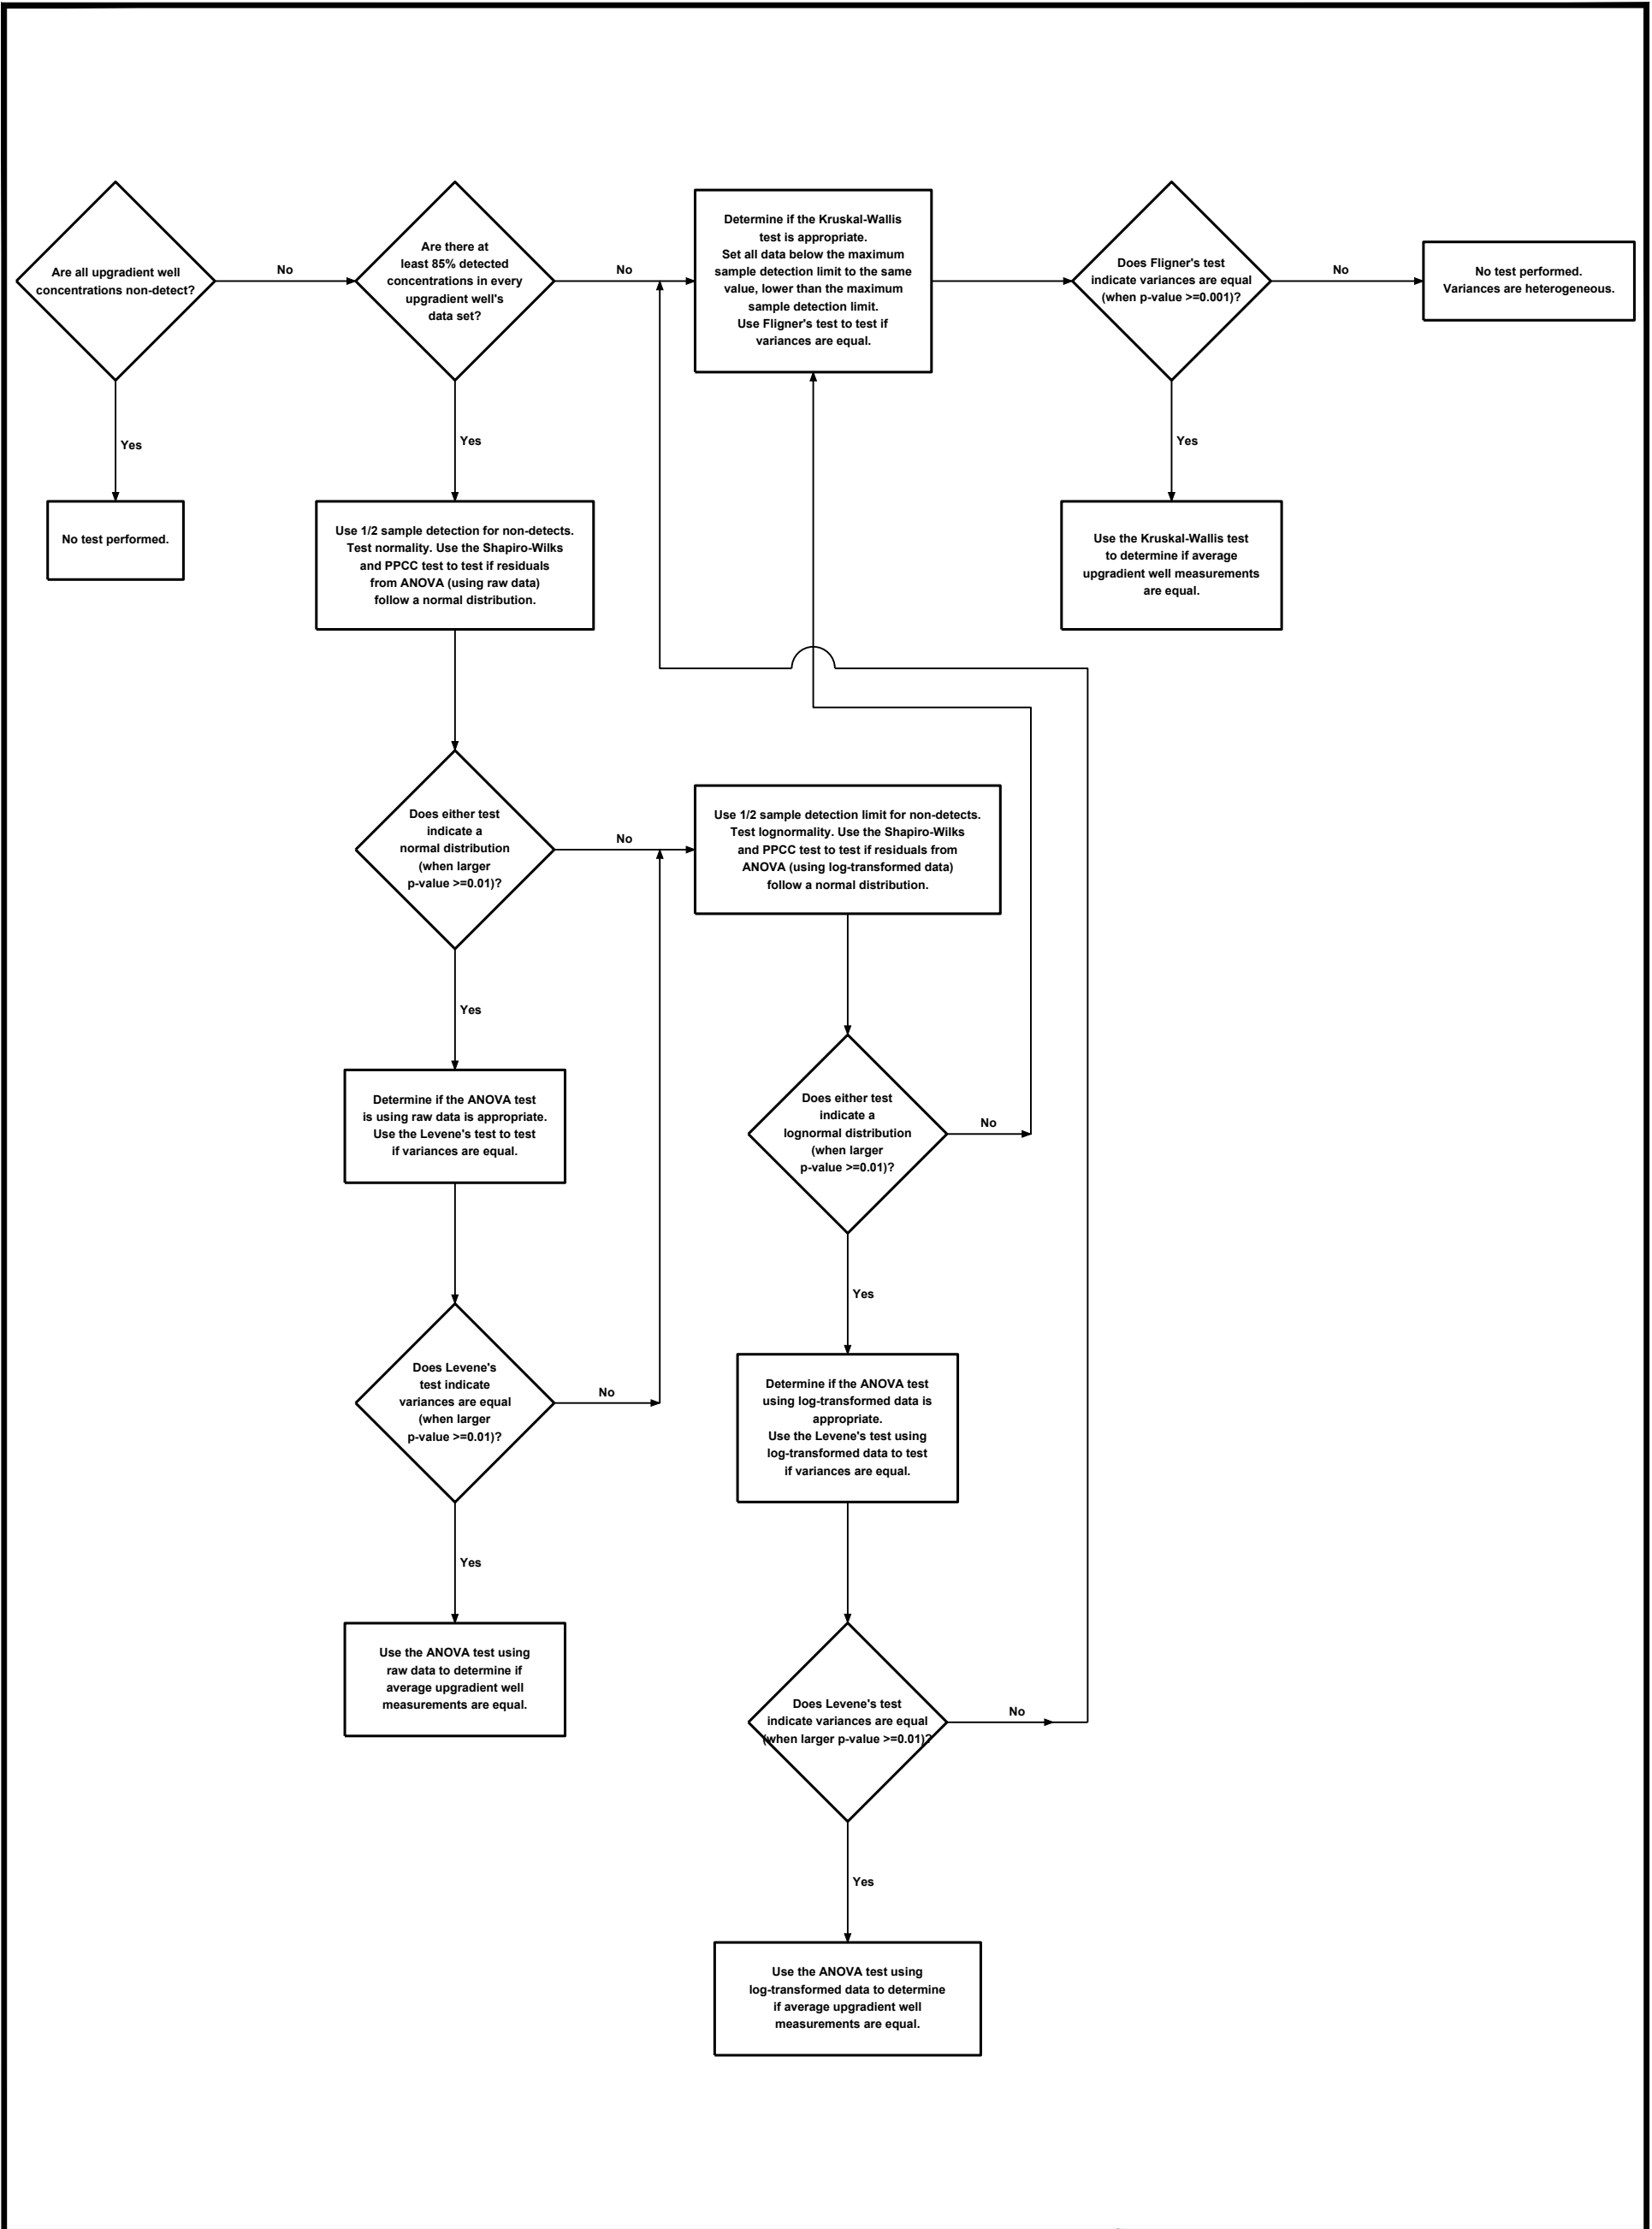 Are all upgradient well
concentrations non-detect?
No
Are there at
least 85% detected
concentrations in every
upgradient well's
data set?
No
Determine if the Kruskal-Wallis
test is appropriate.
Set all data below the maximum
sample detection limit to the same
value, lower than the maximum
sample detection limit.
Use Fligner's test to test if
variances are equal.
Does Fligner's test
indicate variances are equal
(when p-value >=0.001)?
No
No test performed.
Variances are heterogeneous.
Yes
Yes
Yes
No test performed.
Use 1/2 sample detection for non-detects.
Test normality. Use the Shapiro-Wilks
and PPCC test to test if residuals
from ANOVA (using raw data)
follow a normal distribution.
Use the Kruskal-Wallis test
to determine if average
upgradient well measurements
are equal.
Does either test
indicate a
normal distribution
(when larger
p-value >=0.01)?
No
Use 1/2 sample detection limit for non-detects.
Test lognormality. Use the Shapiro-Wilks
and PPCC test to test if residuals from
ANOVA (using log-transformed data)
follow a normal distribution.
Yes
Determine if the ANOVA test
is using raw data is appropriate.
Use the Levene's test to test
if variances are equal.
Does either test
indicate a
lognormal distribution
(when larger
p-value >=0.01)?
No
Yes
Does Levene's
test indicate
variances are equal
(when larger
p-value >=0.01)?
No
Determine if the ANOVA test
using log-transformed data is
appropriate.
Use the Levene's test using
log-transformed data to test
if variances are equal.
Yes
Use the ANOVA test using
raw data to determine if
average upgradient well
measurements are equal.
Does Levene's test
indicate variances are equal
(when larger p-value >=0.01)?
No
Yes
Use the ANOVA test using
log-transformed data to determine
if average upgradient well
measurements are equal.